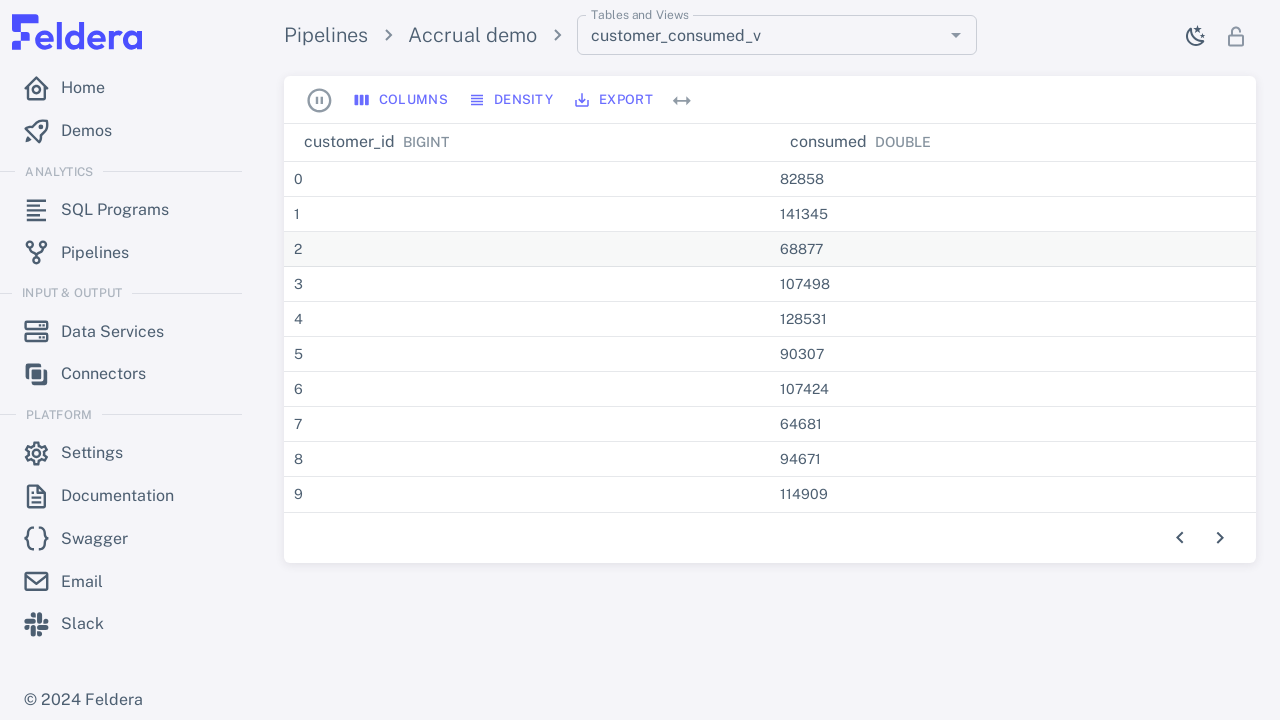 Feldera
Home
Demos
ANALYTICS
SQL Programs
Pipelines
INPUT & OUTPUT
Data Services
Connectors
PLATFORM
Settings
Documentation
Swagger
Email
Slack
© 2024 Feldera
Pipelines > Accrual demo >
Tables and Views
customer_consumed_v
COLUMNS DENSITY EXPORT
customer_id BIGINT consumed DOUBLE
0 82858
1 141345
2 68877
3 107498
4 128531
5 90307
6 107424
7 64681
8 94671
9 114909